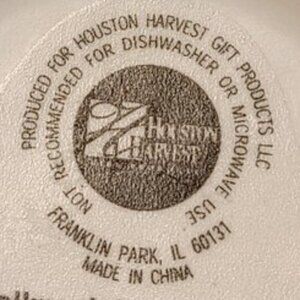 PRODUCED FOR HOUSTON HARVEST GIFT PRODUCTS LLC
NOT RECOMMENDED FOR DISHWASHER OR MICROWAVE USE
HOUSTON
HARVEST
FRANKLIN PARK, IL 60131
MADE IN CHINA